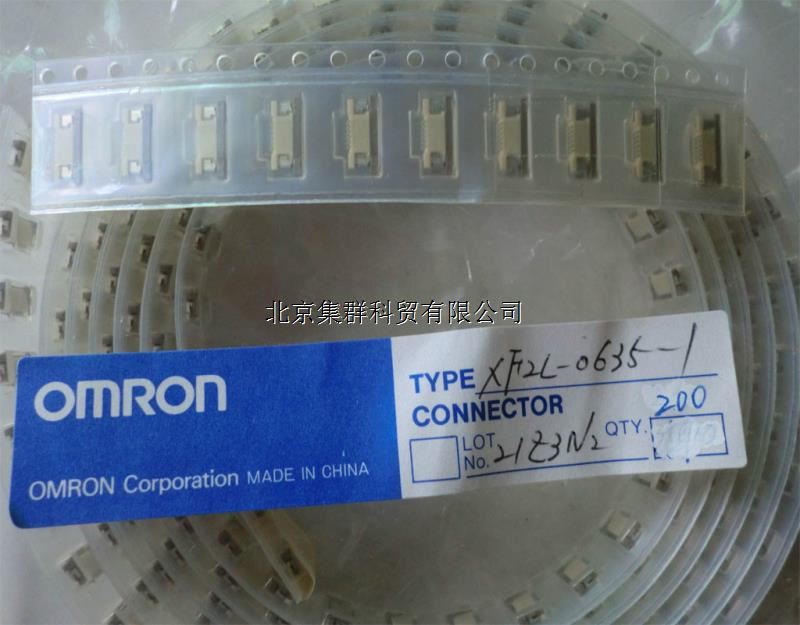 北京集群科贸有限公司
OMRON
OMRON Corporation MADE IN CHINA
TYPE XF2L-0635-1
CONNECTOR
LOT No. 21Z3N2 QTY. 200